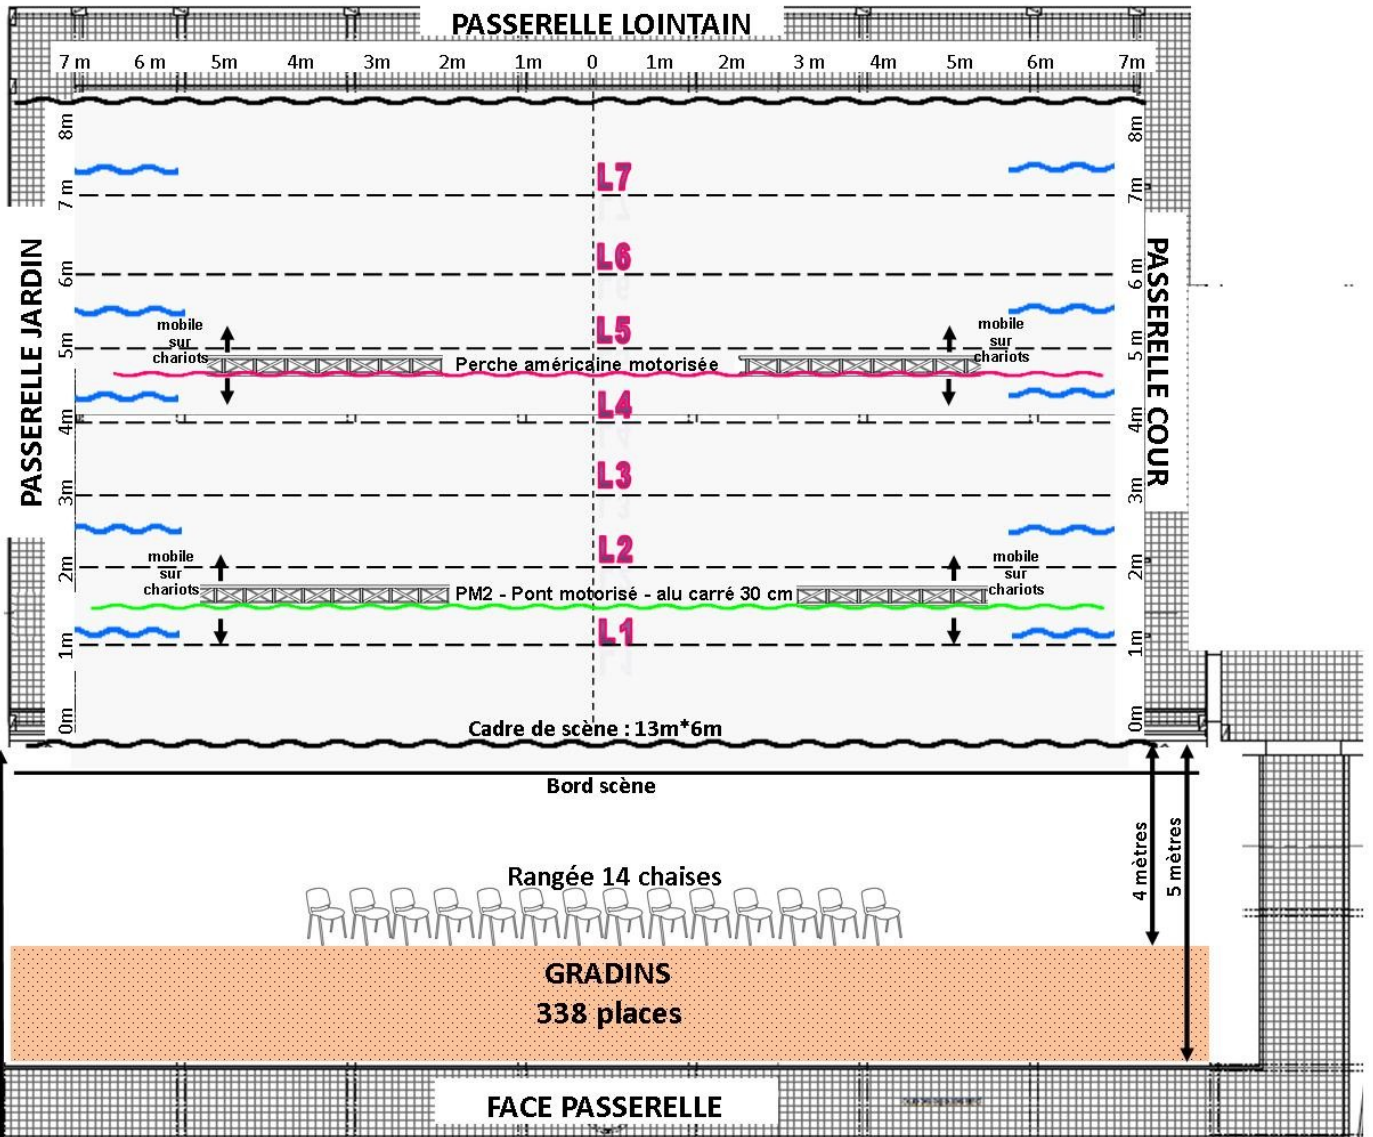 PASSERELLE LOINTAIN
7 m 6 m 5m 4m 3m 2m 1m 0 1m 2m 3 m 4m 5m 6m 7m
8m 8m
L7
7 m 7m
PASSERELLE JARDIN
PASSERELLE COUR
L6
6m 6m
L5
mobile
sur
chariots
mobile
sur
chariots
5m 5 m
Perche américaine motorisée
L4
4m 4m
L3
3m 3m
L2
2m 2m
mobile
sur
chariots
mobile
sur
chariots
PM2 - Pont motorisé - alu carré 30 cm
L1
1m 1m
0m 0m
Cadre de scène : 13m*6m
Bord scène
4 mètres
5 mètres
Rangée 14 chaises
GRADINS
338 places
FACE PASSERELLE